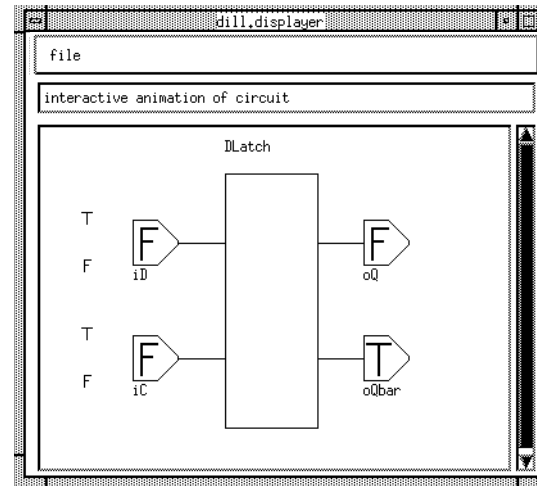 dill.displayer
file
interactive animation of circuit
DLatch
T
F
F
F
iD
oQ
T
F
T
F
iC
oQbar